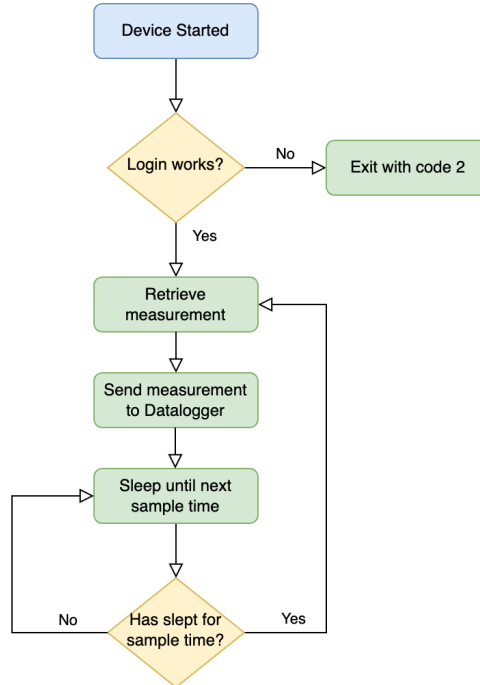 Device Started
Login works?
No
Exit with code 2
Yes
Retrieve
measurement
Send measurement
to Datalogger
Sleep until next
sample time
No
Has slept for
sample time?
Yes